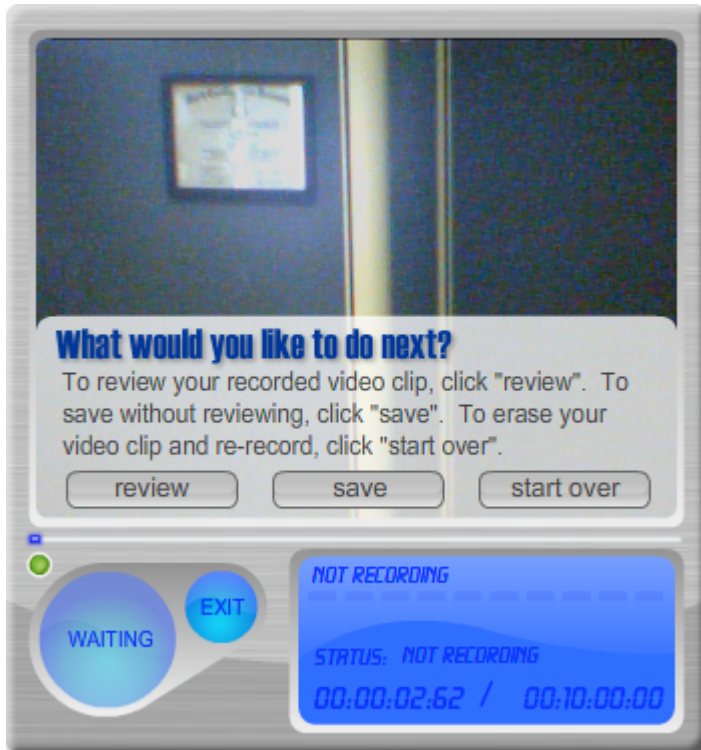 What would you like to do next?
To review your recorded video clip, click "review". To
save without reviewing, click "save". To erase your
video clip and re-record, click "start over".
review save start over
NOT RECORDING
EXIT
WAITING
STATUS: NOT RECORDING
00:00:02:62 / 00:10:00:00